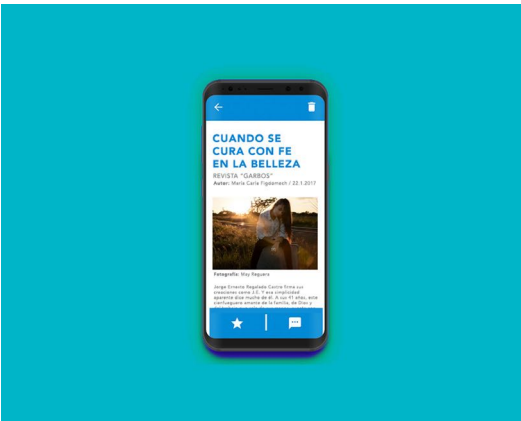 CUANDO SE
CURA CON FE
EN LA BELLEZA
REVISTA "GARBOS"
Autor: María Carla Figdomech / 23.1.2017
Fotografía: May Reguera
Jorge Ernesto Regalado Castro firma sus
creaciones como J.C. Y esa simplicidad
aparente dice mucho de él. A sus 41 años, este
cienfueguero amante de la familia, de Dios y